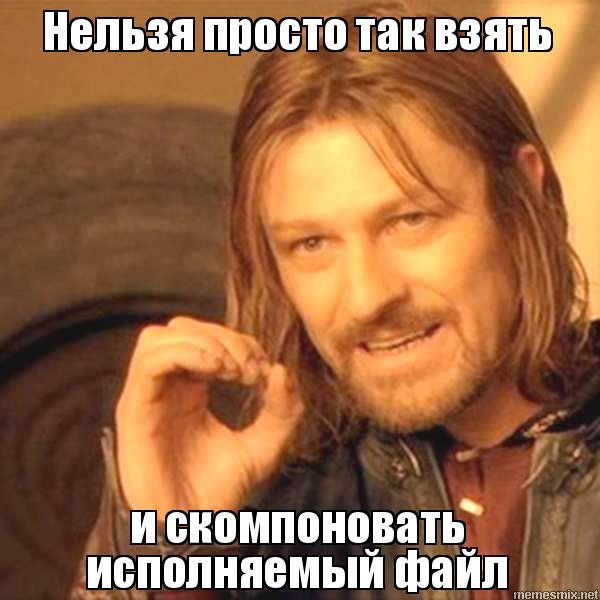 Нельзя просто так взять
и скомпоновать
исполняемый файл
memesmix.net